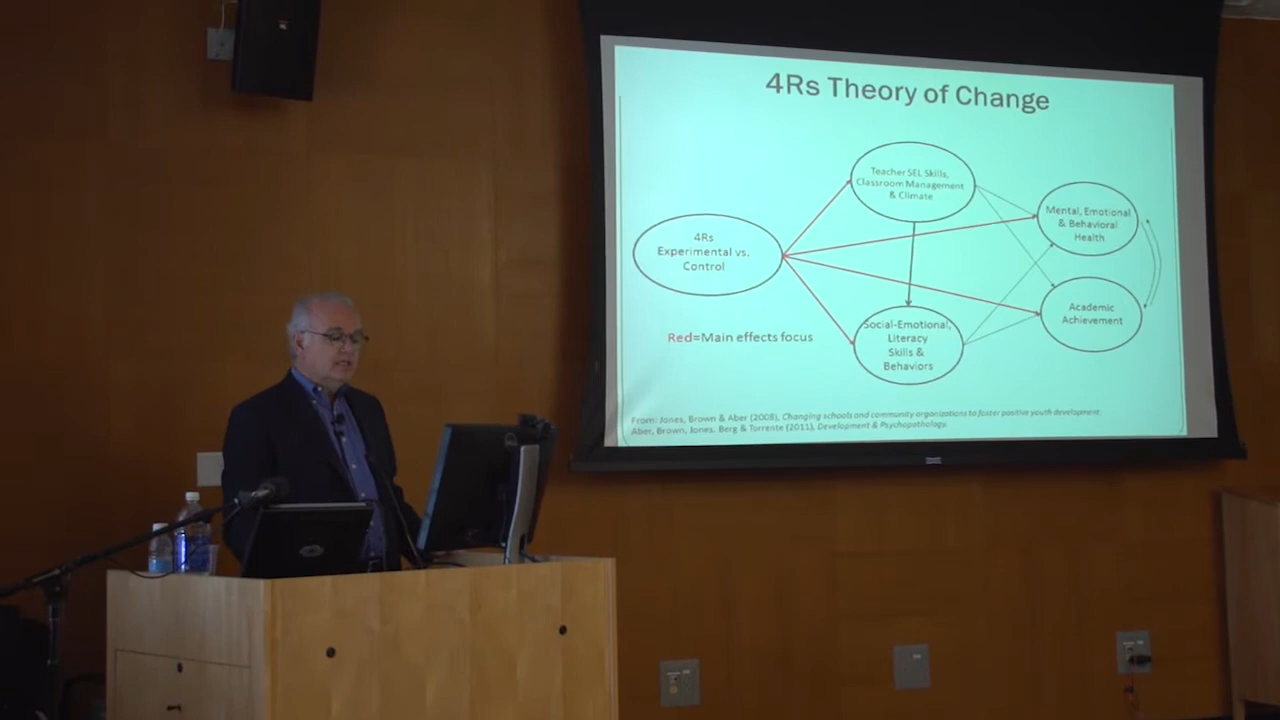 4Rs Theory of Change
Teacher SEL Skills,
Classroom Management
& Climate
Mental, Emotional
& Behavioral
Health
4Rs
Experimental vs.
Control
Academic
Achievement
Social-Emotional,
Literacy
Skills &
Behaviors
Red=Main effects focus
From: Jones, Brown & Aber (2008), Changing schools and community organizations to foster positive youth development;
Aber, Brown, Jones, Berg & Torrente (2011), Development & Psychopathology.